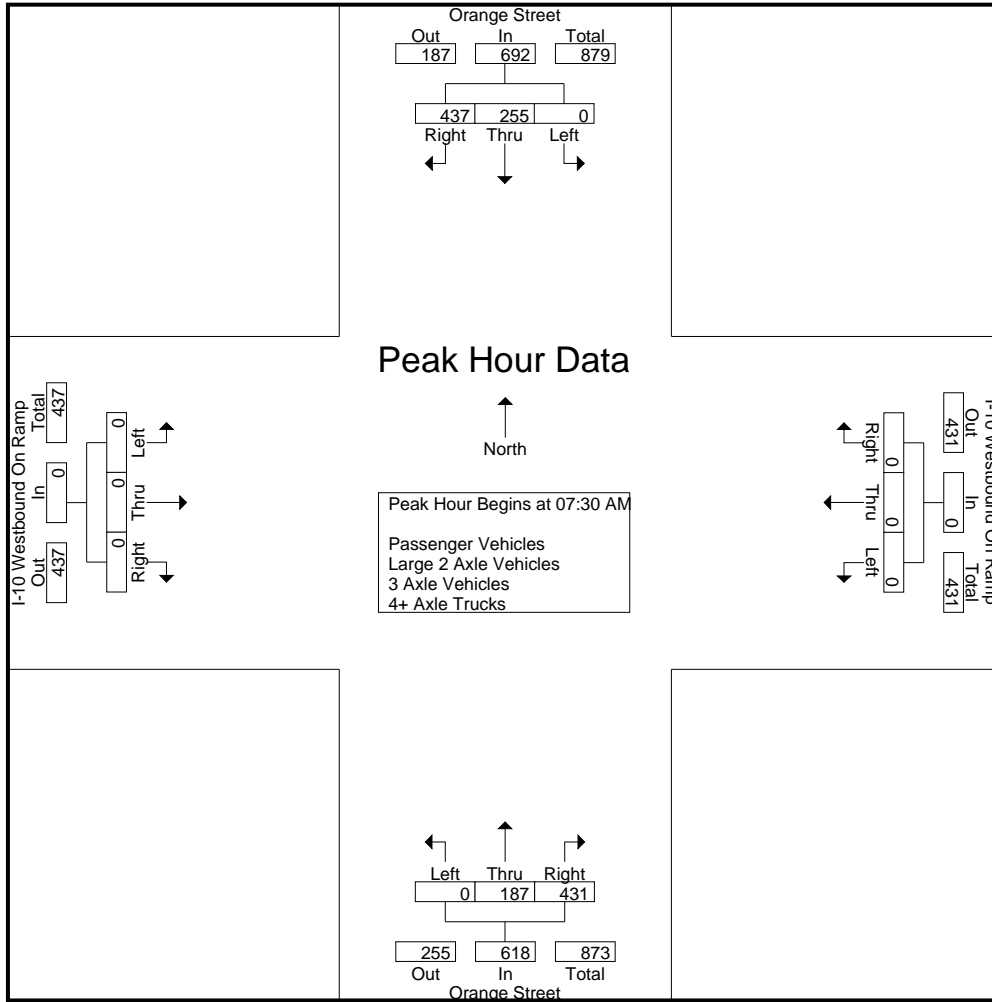 Orange Street
Out In Total
187 692 879
437 255 0
Right Thru Left
Peak Hour Data
North
Peak Hour Begins at 07:30 AM
Passenger Vehicles
Large 2 Axle Vehicles
3 Axle Vehicles
4+ Axle Trucks
I-10 Westbound On Ramp
Out In Total
437 0 437
0 0 0
Right Thru Left
I-10 Westbound On Ramp
Out In Total
431 0 431
0 0 0
Right Thru Left
Left Thru Right
0 187 431
255 618 873
Out In Total
Orange Street